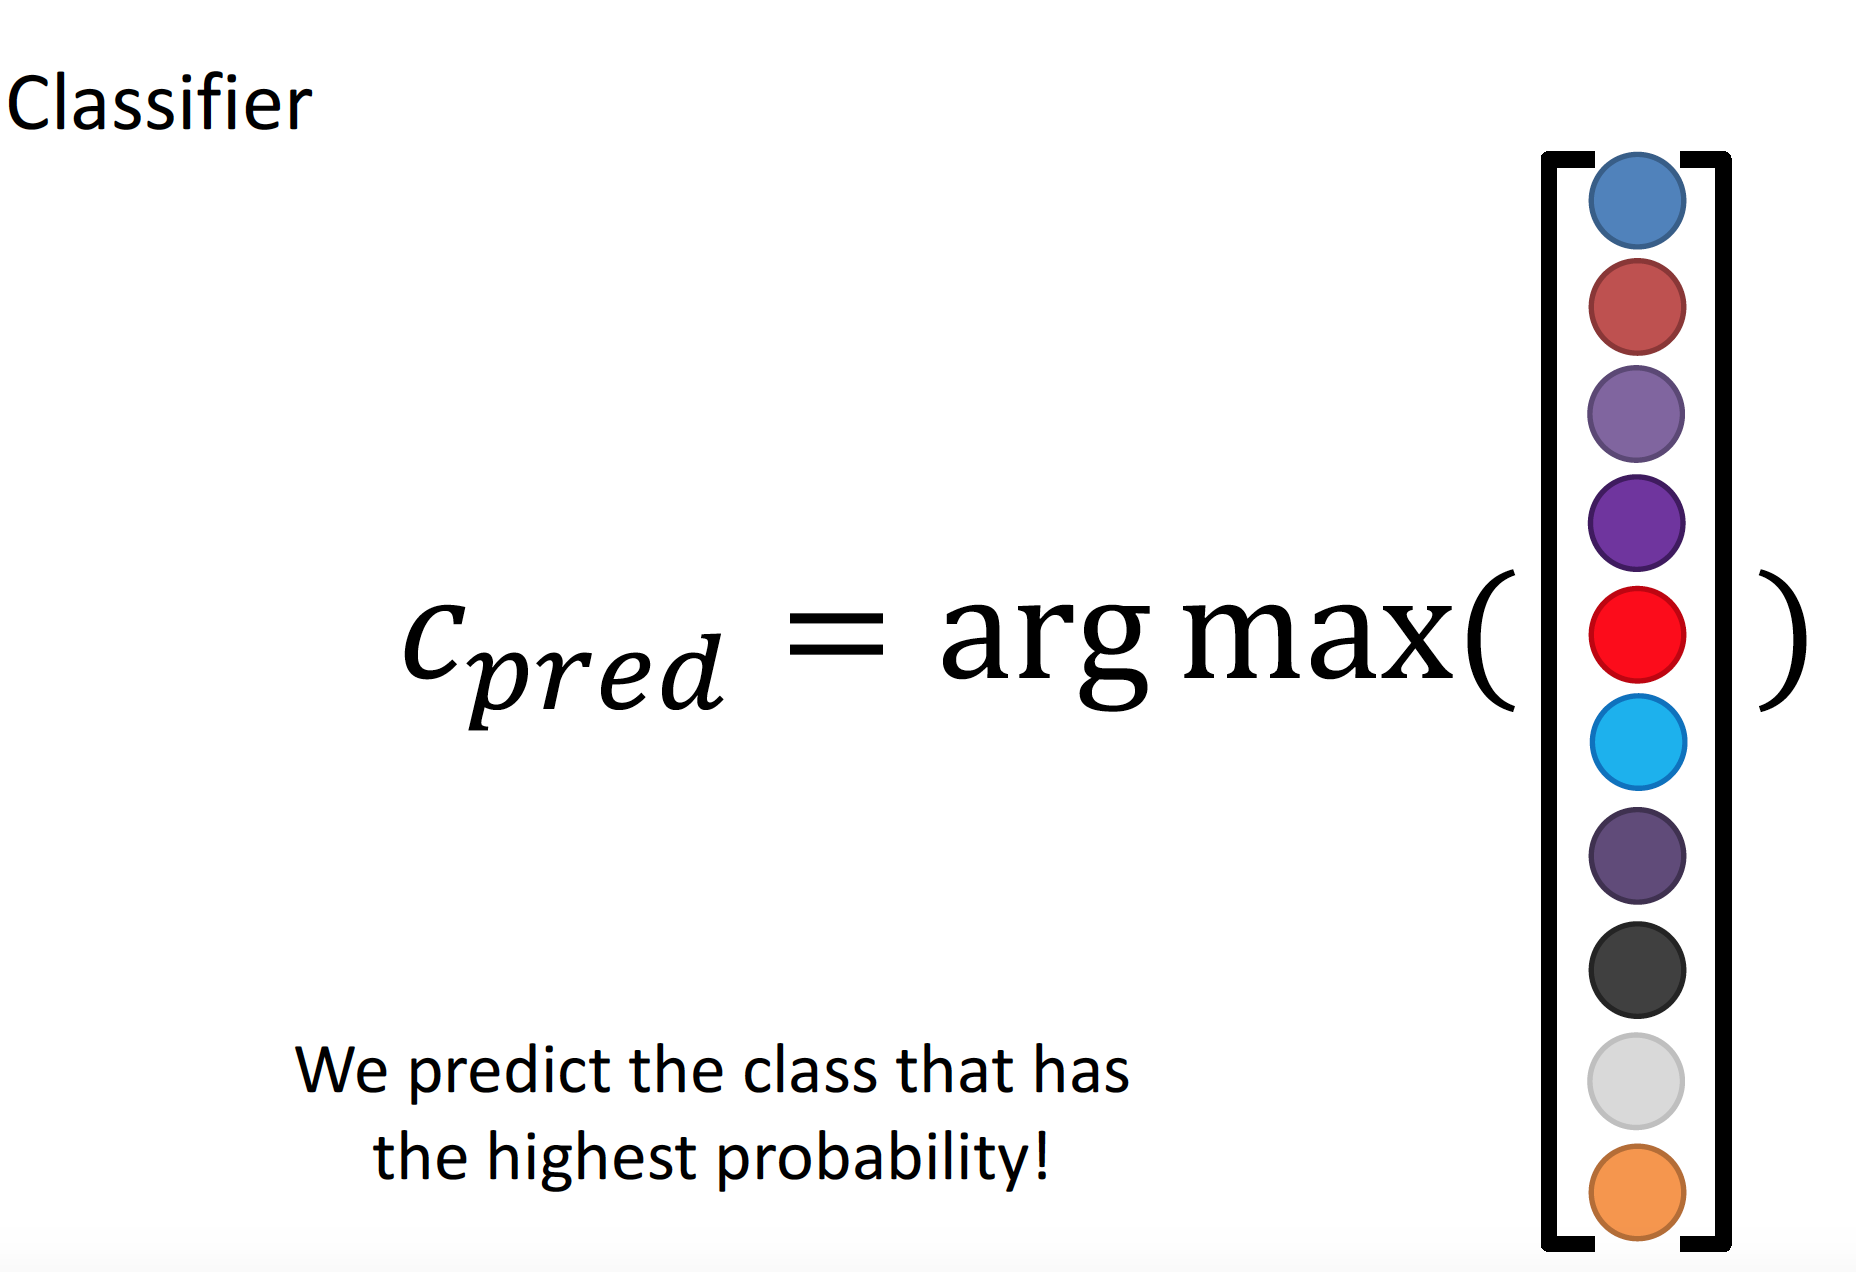 Classifier
c_pred = arg max( )
We predict the class that has
the highest probability!